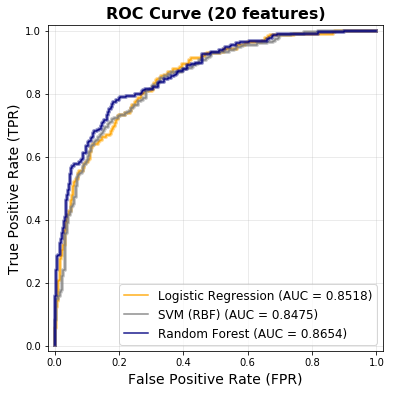 ROC Curve (20 features)
True Positive Rate (TPR)
1.0
0.8
0.6
0.4
0.2
0.0
Logistic Regression (AUC = 0.8518)
SVM (RBF) (AUC = 0.8475)
Random Forest (AUC = 0.8654)
0.0 0.2 0.4 0.6 0.8 1.0
False Positive Rate (FPR)